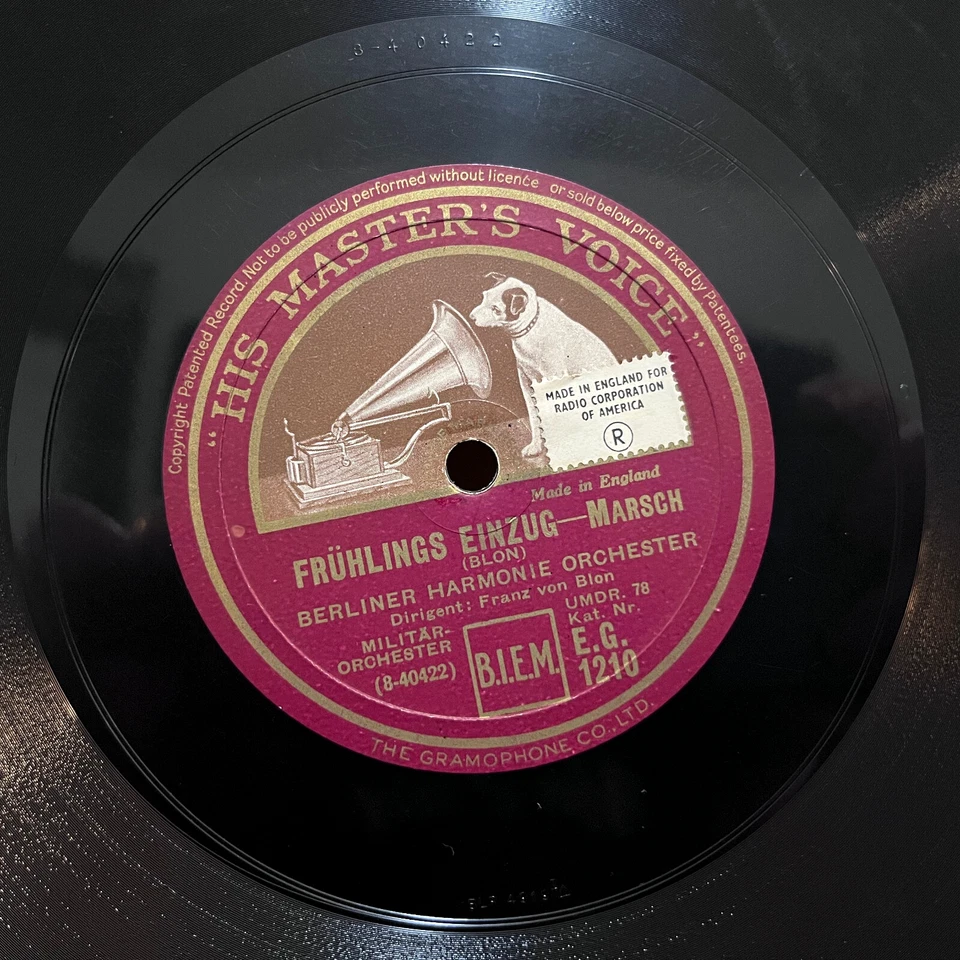 8-40422
Copyright Patented Record. Not to be publicly performed without licence or sold below price fixed by Patentees.
“HIS MASTER'S VOICE”
MADE IN ENGLAND FOR
RADIO CORPORATION
OF AMERICA
R
Made in England
FRÜHLINGS EINZUG—MARSCH
(BLON)
BERLINER HARMONIE ORCHESTER
Dirigent: Franz von Blon
MILITÄR-
ORCHESTER
(8-40422)
B.I.E.M.
UMDR. 78
Kat. Nr.
E.G.
1210
THE GRAMOPHONE CO., LTD.